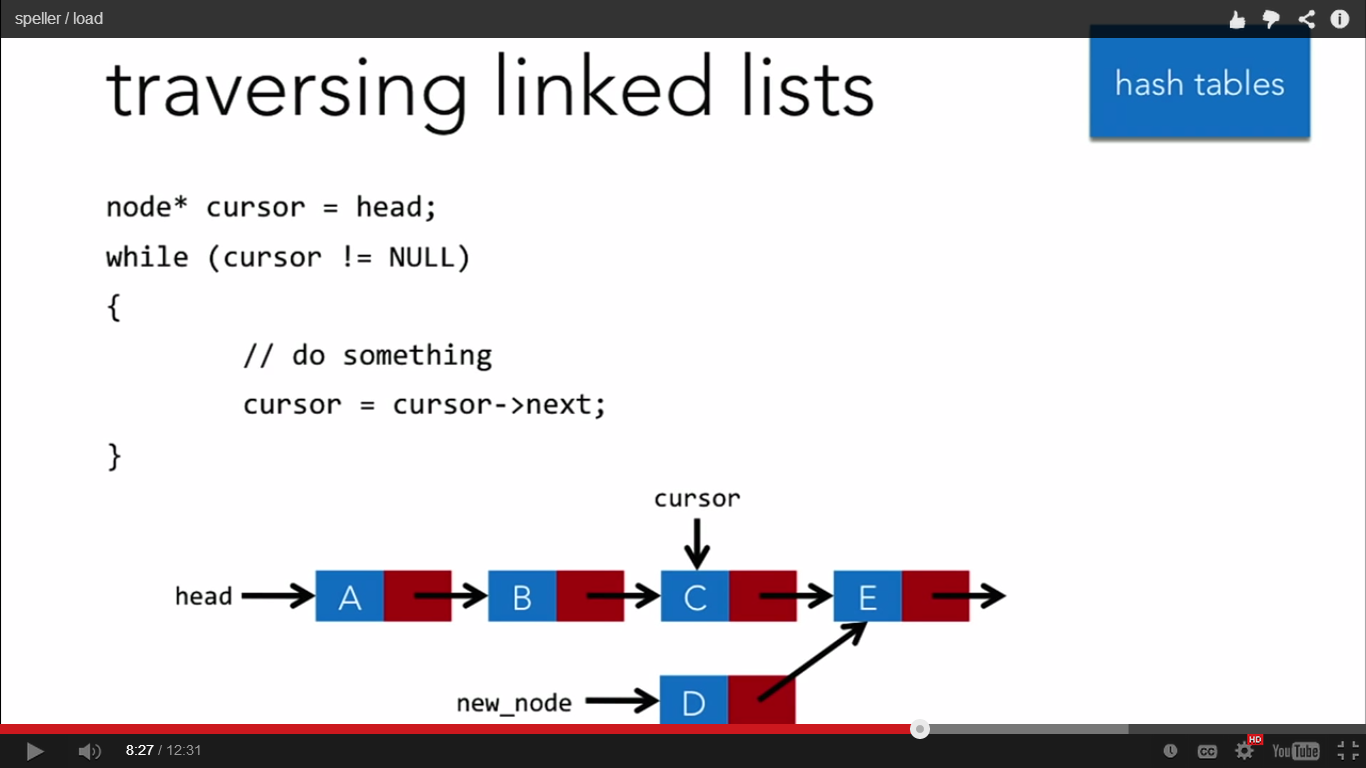 speller / load
traversing linked lists
hash tables
node* cursor = head;
while (cursor != NULL)
{
// do something
cursor = cursor->next;
}
cursor
head
A
B
C
E
new_node
D
8:27 / 12:31
CC
HD
YouTube